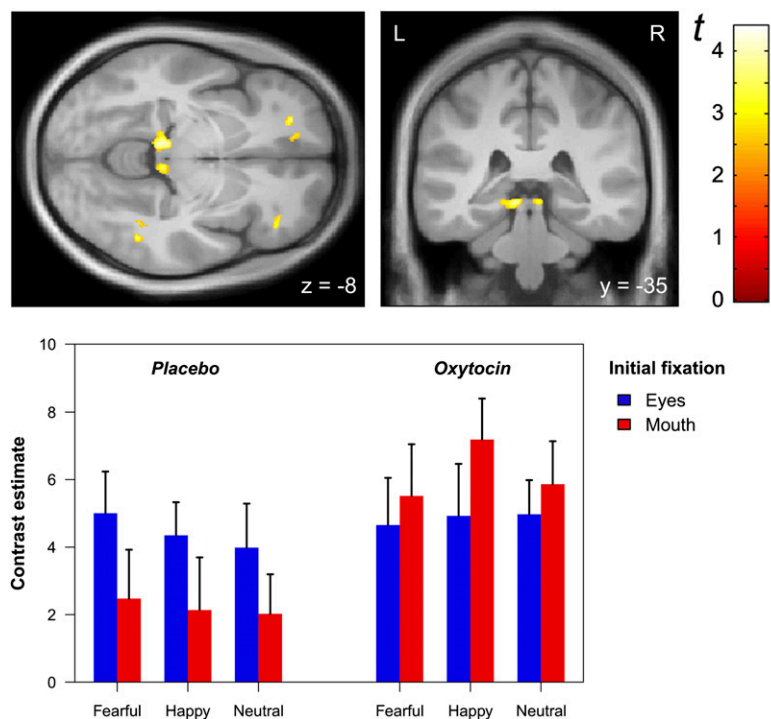 L
R
t
4
3
2
1
0
z = -8
y = -35
10
8
6
4
2
0
Contrast estimate
Placebo
Oxytocin
Initial fixation
Eyes
Mouth
Fearful Happy Neutral Fearful Happy Neutral